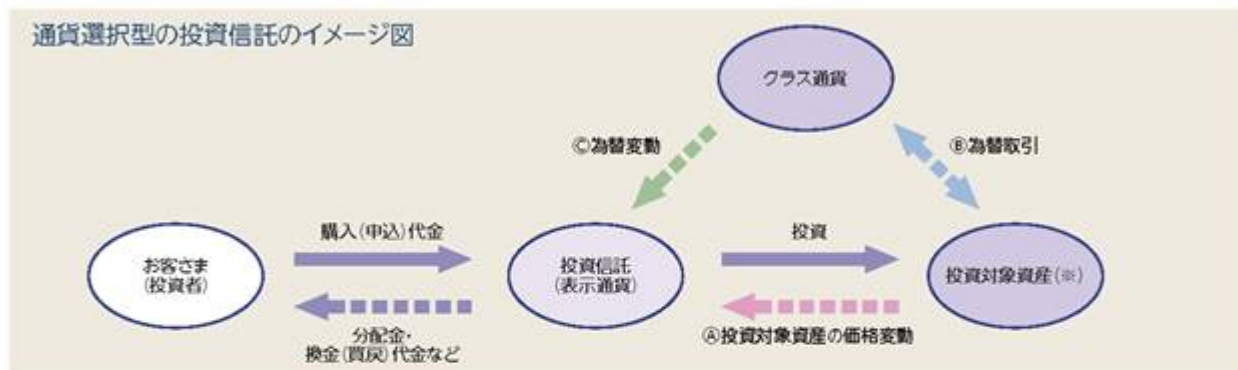 通貨選択型の投資信託のイメージ図
クラス通貨
Ⓒ為替変動
Ⓑ為替取引
購入(申込)代金
投資
お客さま
(投資者)
投資信託
(表示通貨)
投資対象資産(※)
分配金・
換金(買戻)代金など
Ⓐ投資対象資産の価格変動